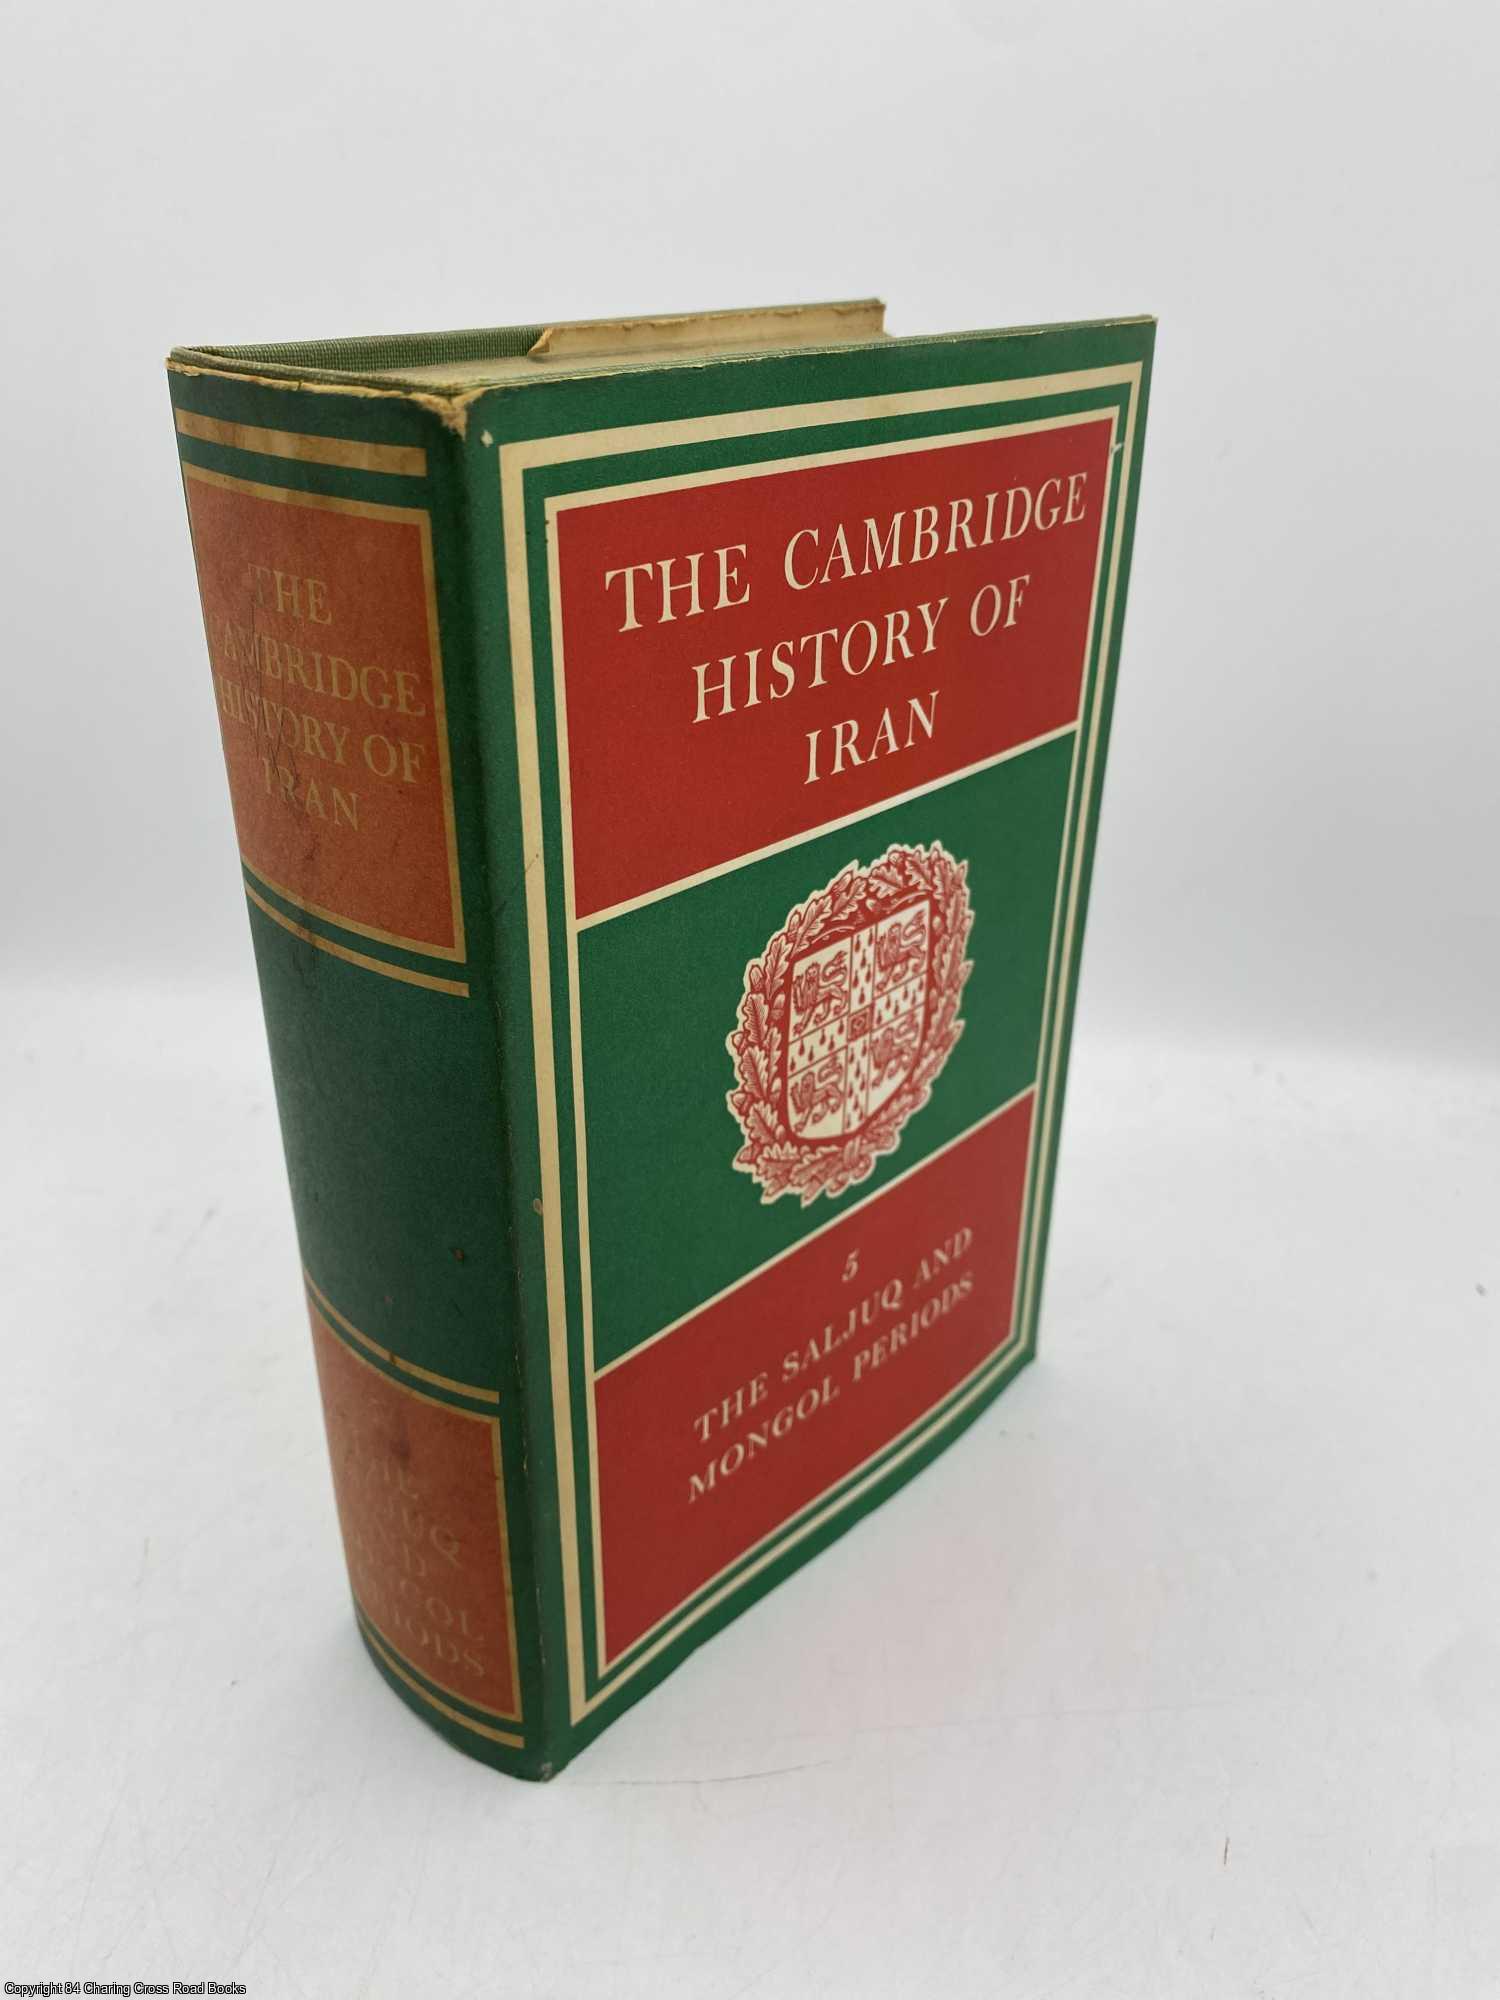 THE
AMBRIDGE
HISTORY OF
IRAN
THE CAMBRIDGE
HISTORY OF
IRAN
5
THE SALJUQ AND
MONGOL PERIODS
Copyright 84 Charing Cross Road Books